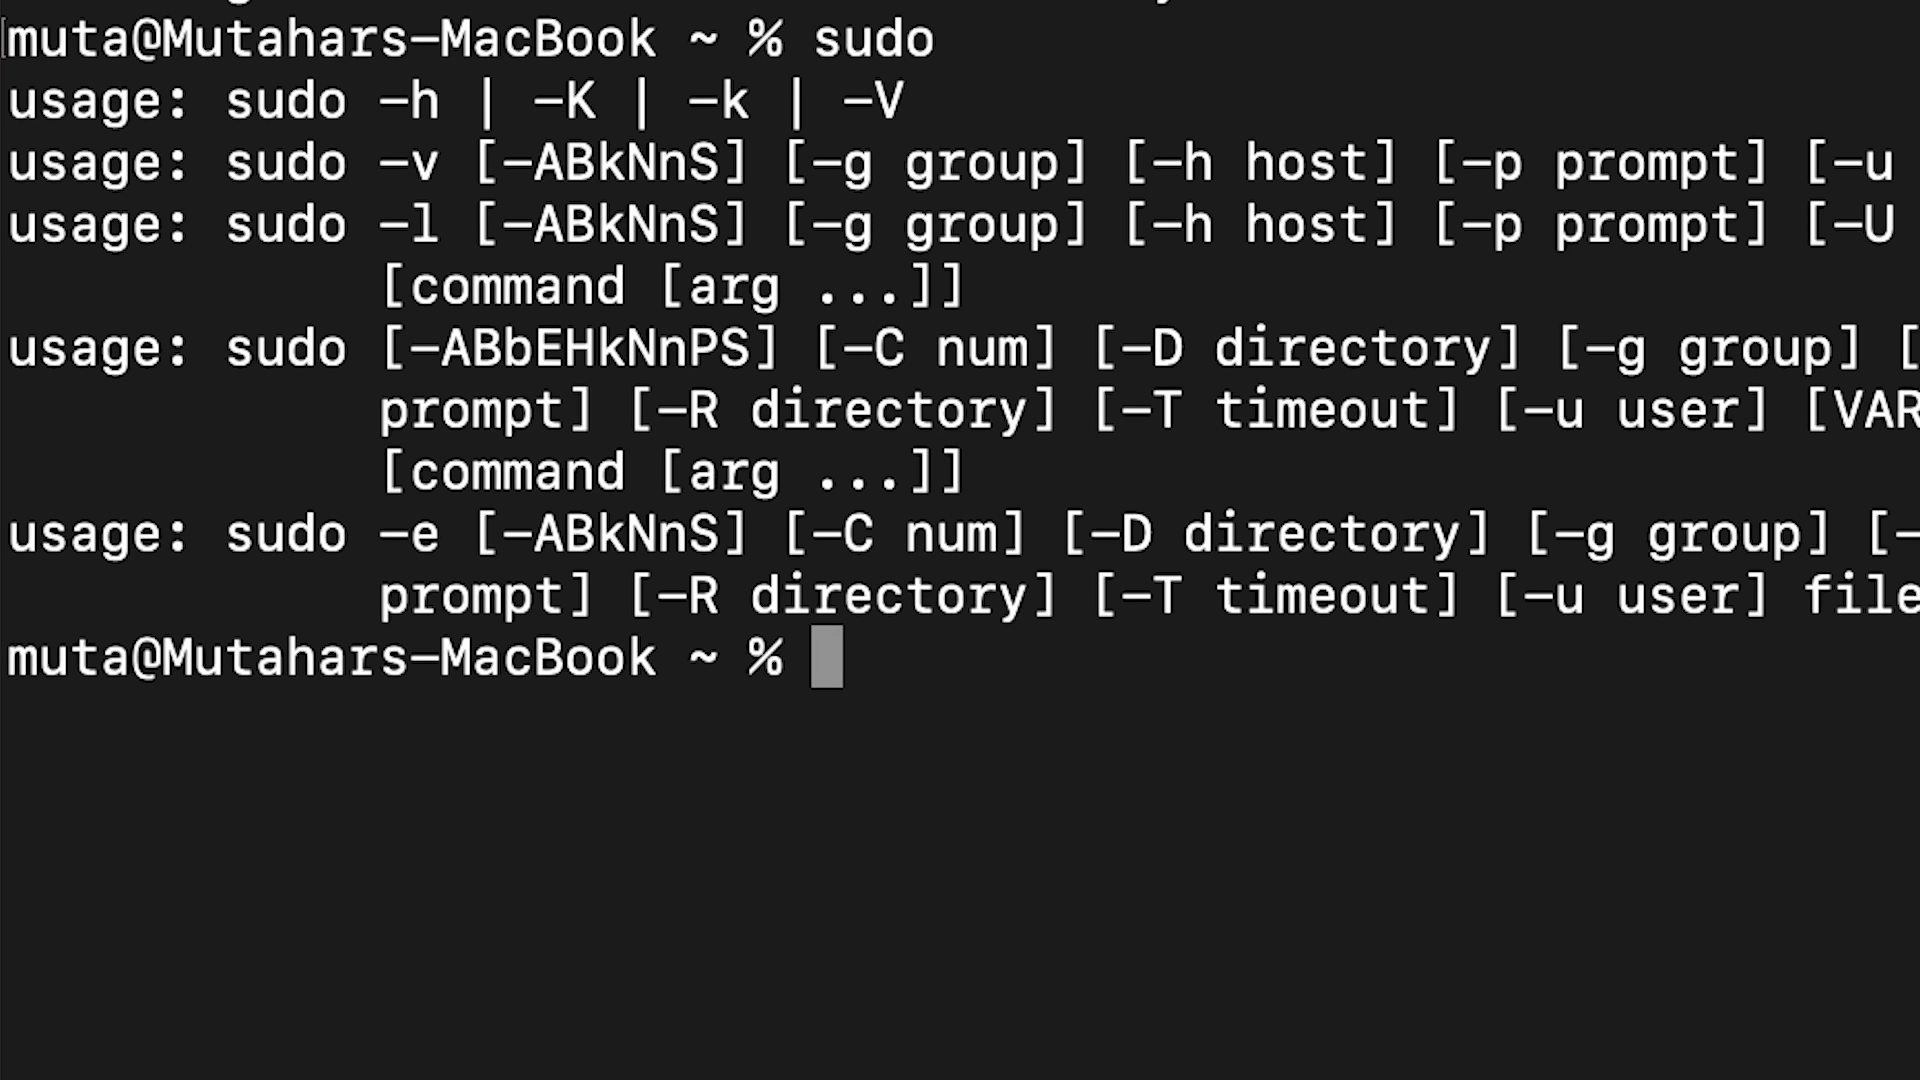 muta@Mutahars-MacBook ~ % sudo
usage: sudo -h | -K | -k | -V
usage: sudo -v [-ABkNnS] [-g group] [-h host] [-p prompt] [-u
usage: sudo -l [-ABkNnS] [-g group] [-h host] [-p prompt] [-U
[command [arg ...]]
usage: sudo [-ABbEHkNnPS] [-C num] [-D directory] [-g group] [
prompt] [-R directory] [-T timeout] [-u user] [VAR
[command [arg ...]]
usage: sudo -e [-ABkNnS] [-C num] [-D directory] [-g group] [-
prompt] [-R directory] [-T timeout] [-u user] file
muta@Mutahars-MacBook ~ %